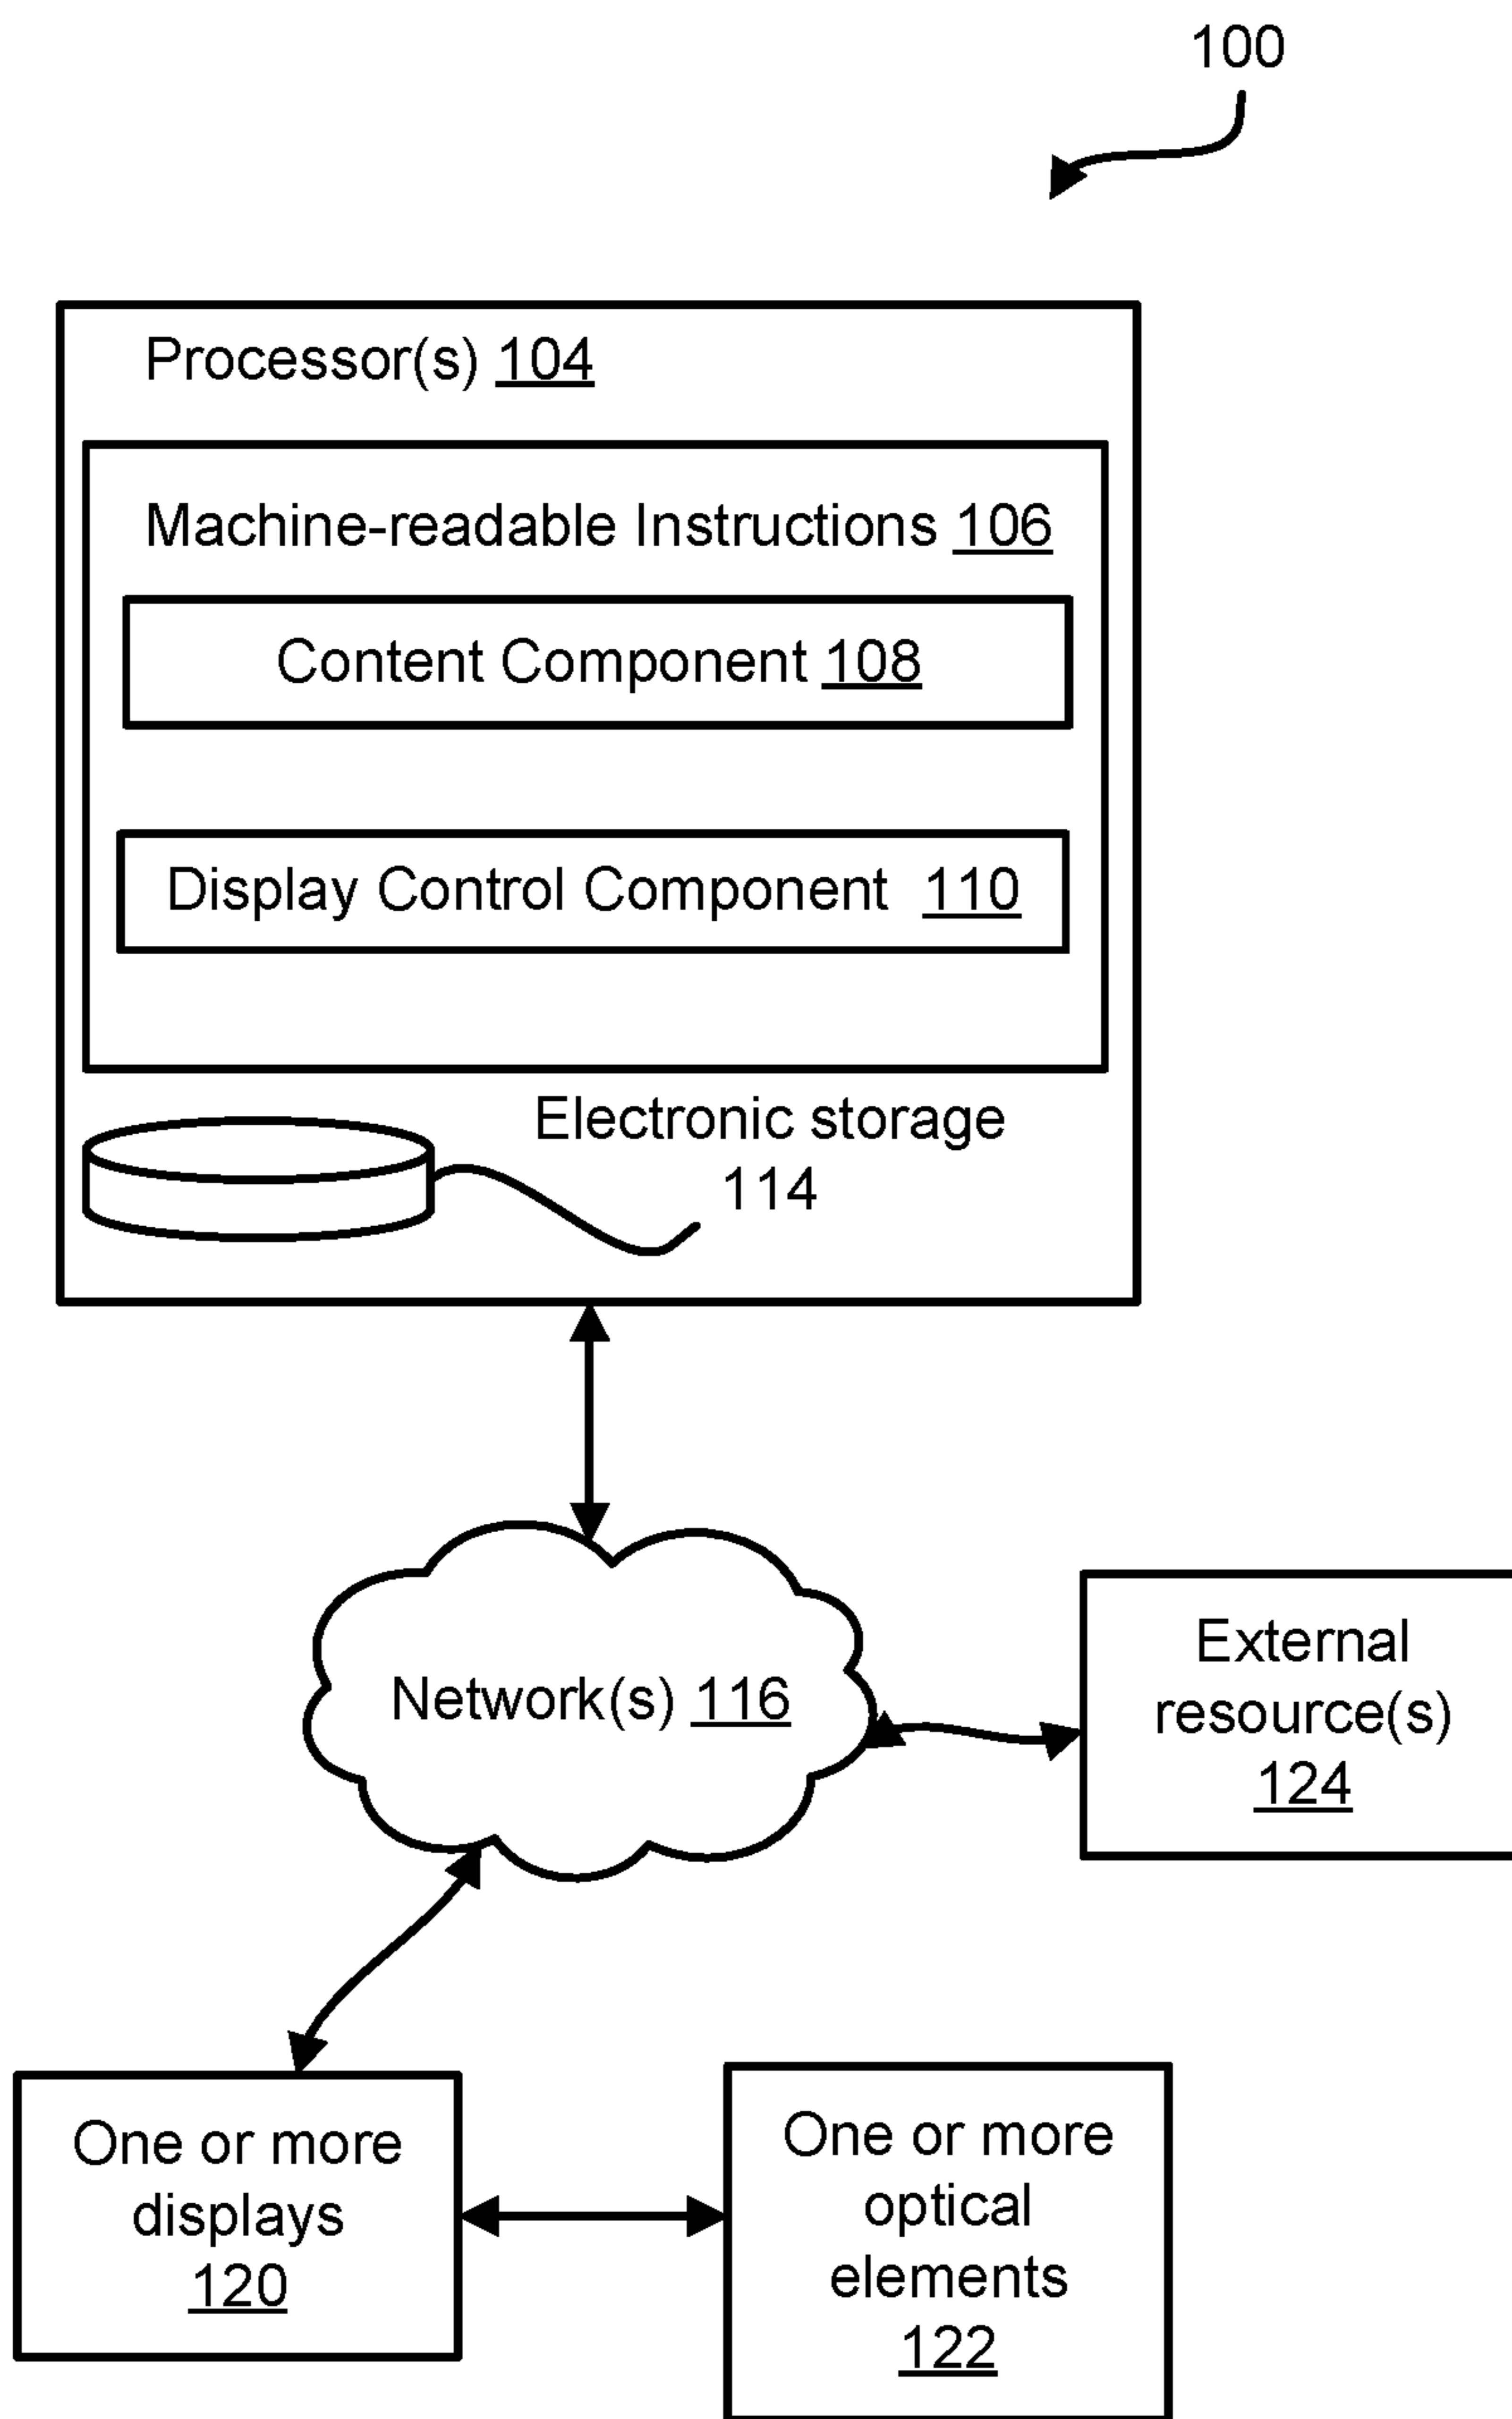 100
Processor(s) 104
Machine-readable Instructions 106
Content Component 108
Display Control Component 110
Electronic storage
114
Network(s) 116
External
resource(s)
124
One or more
displays
120
One or more
optical
elements
122